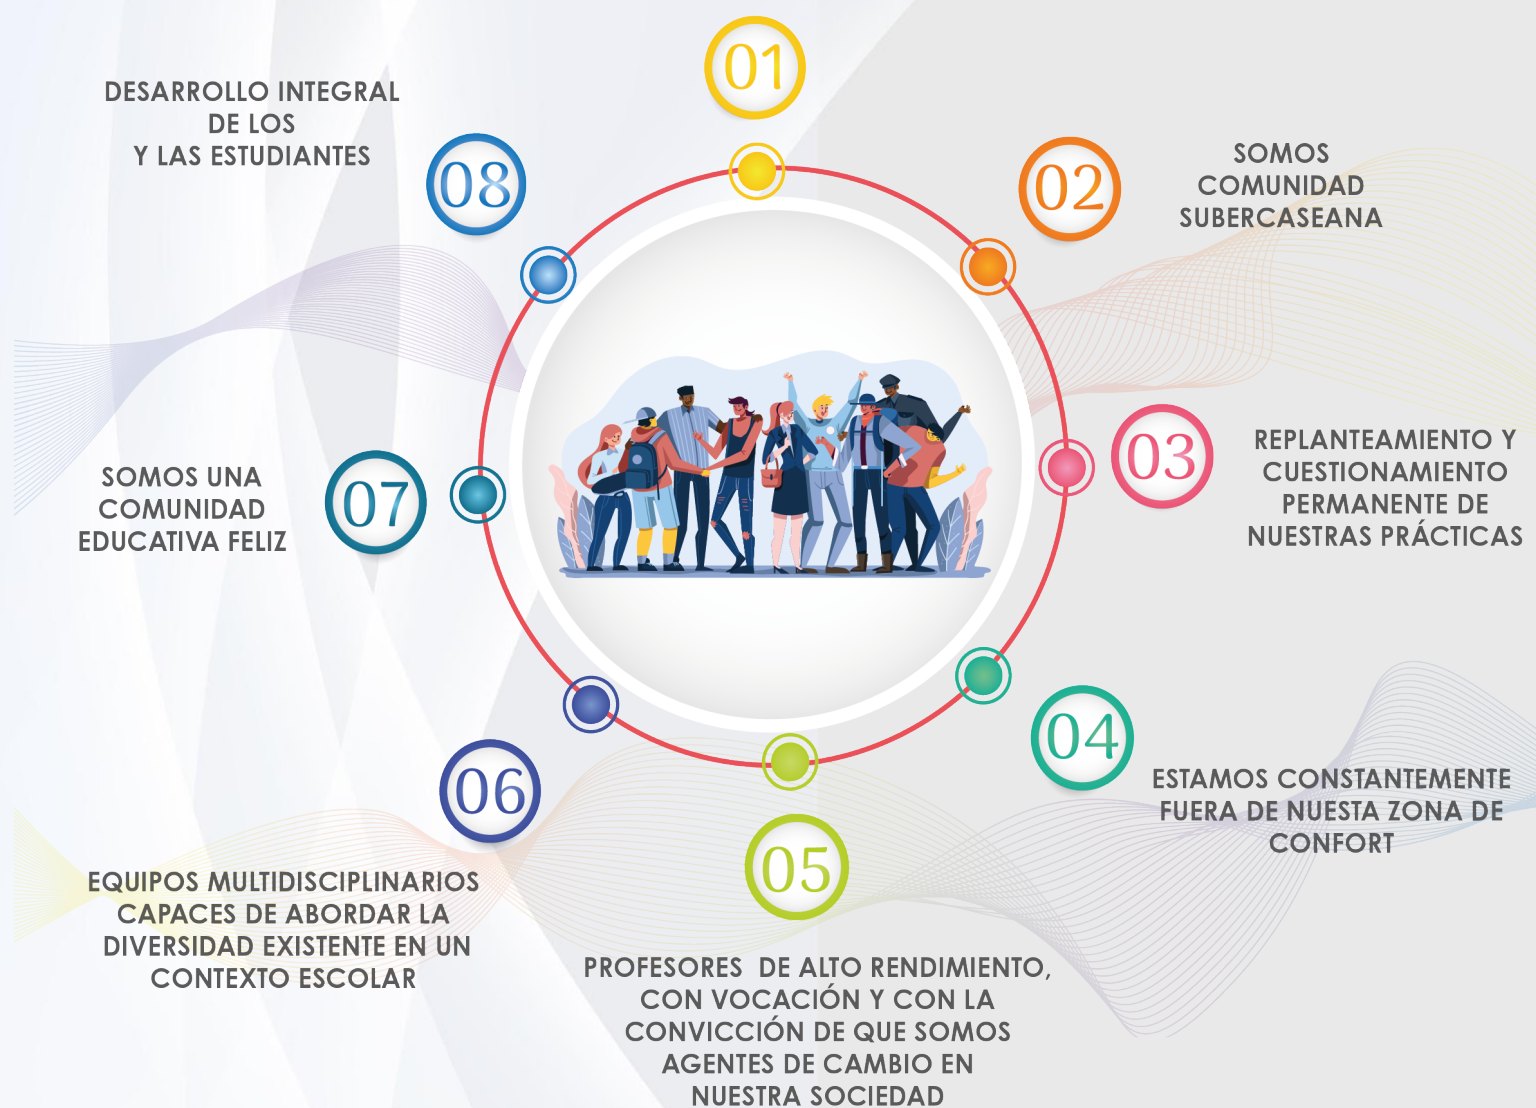 01
02
SOMOS
COMUNIDAD
SUBERCASEANA
03
REPLANTEAMIENTO Y
CUESTIONAMIENTO
PERMANENTE DE
NUESTRAS PRÁCTICAS
04
ESTAMOS CONSTANTEMENTE
FUERA DE NUESTA ZONA DE
CONFORT
05
PROFESORES DE ALTO RENDIMIENTO,
CON VOCACIÓN Y CON LA
CONVICCIÓN DE QUE SOMOS
AGENTES DE CAMBIO EN
NUESTRA SOCIEDAD
06
EQUIPOS MULTIDISCIPLINARIOS
CAPACES DE ABORDAR LA
DIVERSIDAD EXISTENTE EN UN
CONTEXTO ESCOLAR
07
SOMOS UNA
COMUNIDAD
EDUCATIVA FELIZ
08
DESARROLLO INTEGRAL
DE LOS
Y LAS ESTUDIANTES